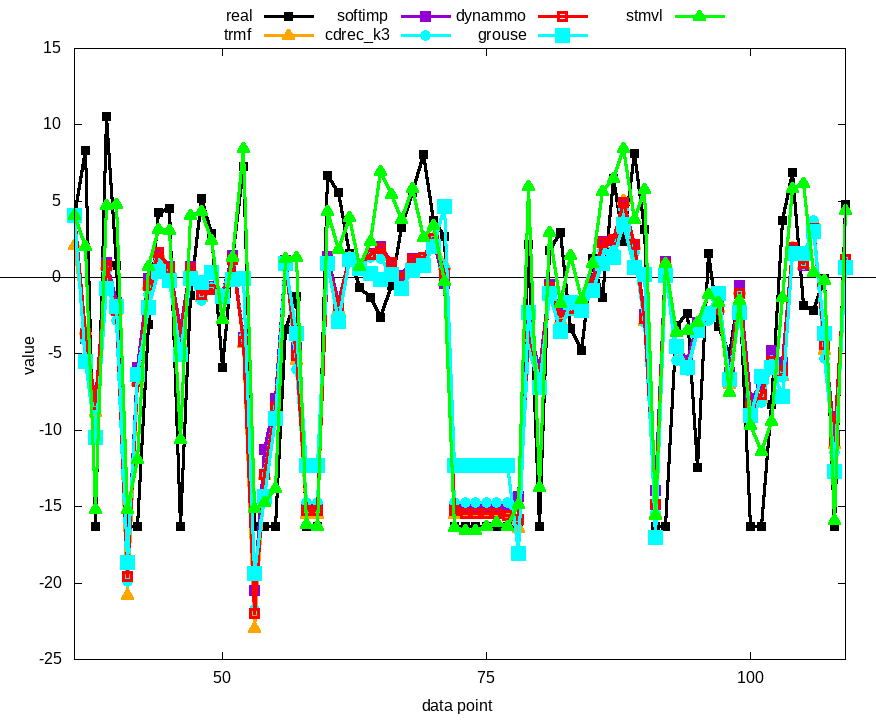 real softimp dynammo stmvl
trmf cdrec_k3 grouse
15
10
5
0
-5
-10
-15
-20
-25
value
50 75 100
data point